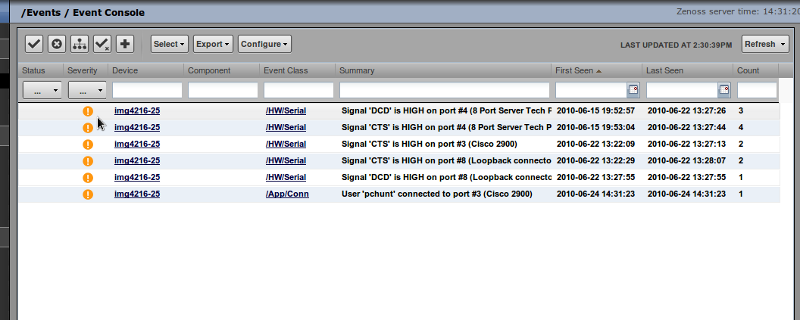 /Events / Event Console
Zenoss server time: 14:31:20
Select
Export
Configure
LAST UPDATED AT 2:30:39PM
Refresh
Status Severity Device Component Event Class Summary First Seen Last Seen Count
... ...
img4216-25 /HW/Serial Signal 'DCD' is HIGH on port #4 (8 Port Server Tech P 2010-06-15 19:52:57 2010-06-22 13:27:26 3
img4216-25 /HW/Serial Signal 'CTS' is HIGH on port #4 (8 Port Server Tech P 2010-06-15 19:53:04 2010-06-22 13:27:44 4
img4216-25 /HW/Serial Signal 'CTS' is HIGH on port #3 (Cisco 2900) 2010-06-22 13:22:09 2010-06-22 13:27:13 2
img4216-25 /HW/Serial Signal 'CTS' is HIGH on port #8 (Loopback connecto 2010-06-22 13:22:29 2010-06-22 13:28:07 2
img4216-25 /HW/Serial Signal 'DCD' is HIGH on port #8 (Loopback connecto 2010-06-22 13:27:55 2010-06-22 13:27:55 1
img4216-25 /App/Conn User 'pchunt' connected to port #3 (Cisco 2900) 2010-06-24 14:31:23 2010-06-24 14:31:23 1